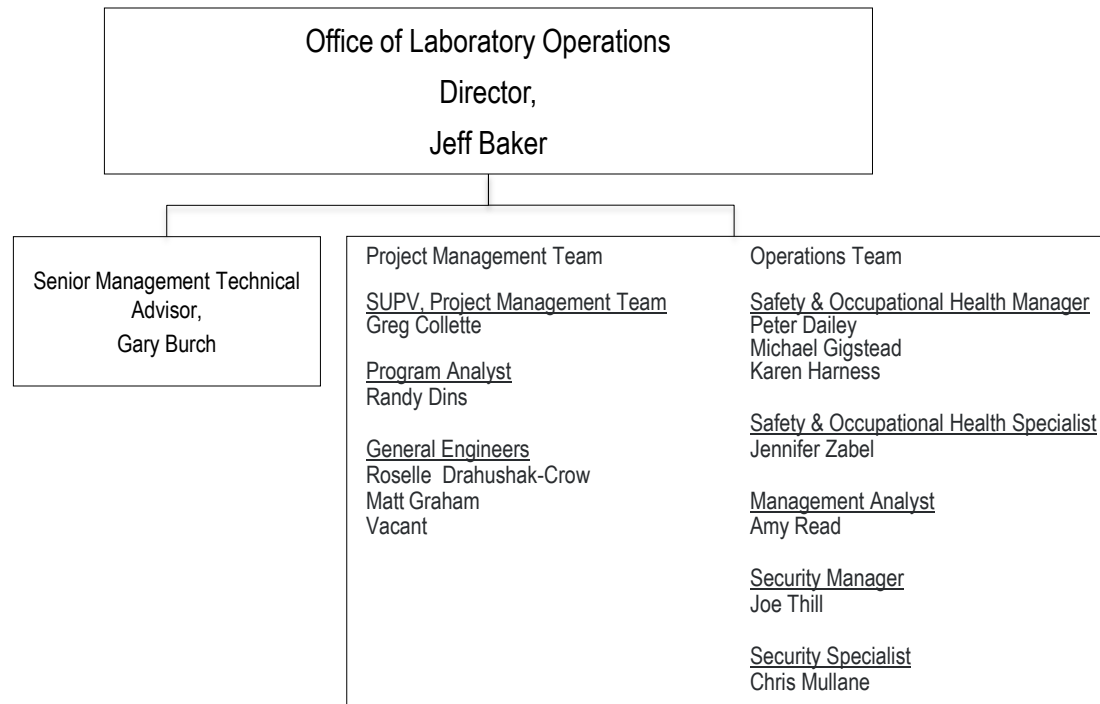 Office of Laboratory Operations
Director,
Jeff Baker
Senior Management Technical
Advisor,
Gary Burch
Project Management Team
SUPV, Project Management Team
Greg Collette
Program Analyst
Randy Dins
General Engineers
Roselle  Drahushak-Crow
Matt Graham
Vacant
Operations Team
Safety & Occupational Health Manager
Peter Dailey
Michael Gigstead
Karen Harness
Safety & Occupational Health Specialist
Jennifer Zabel
Management Analyst
Amy Read
Security Manager
Joe Thill
Security Specialist
Chris Mullane